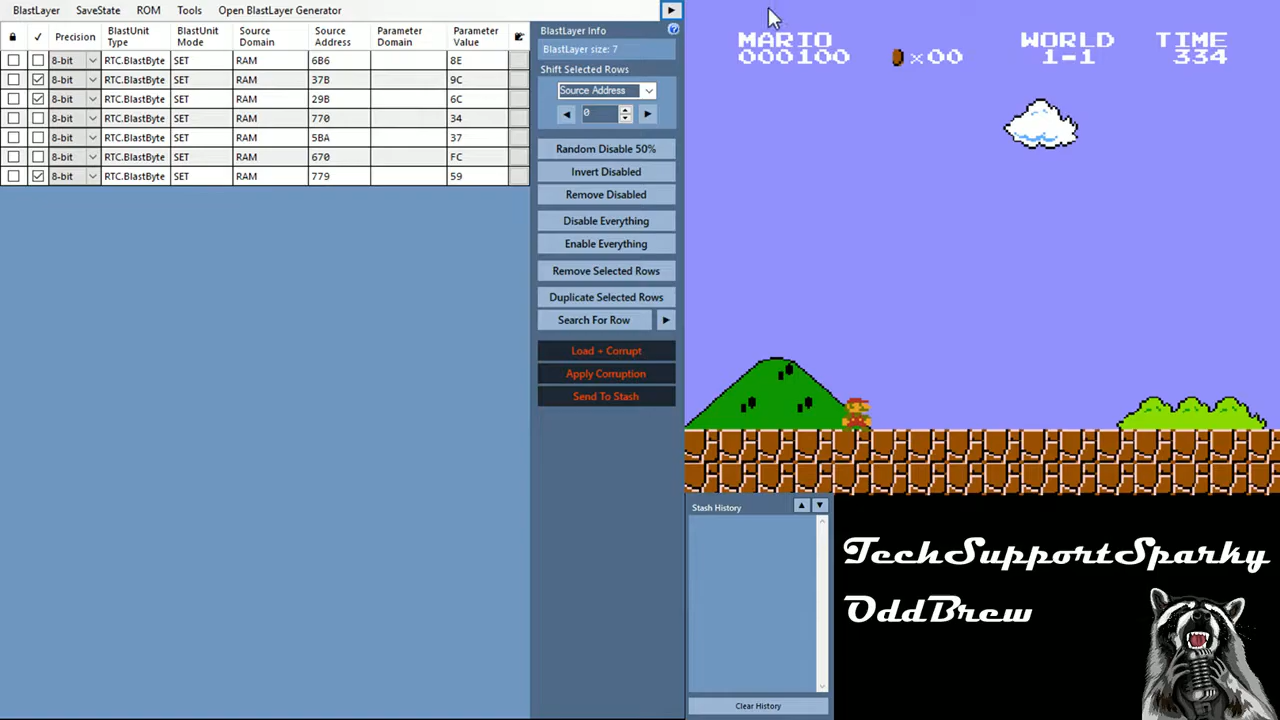 BlastLayer SaveState ROM Tools Open BlastLayer Generator
Precision BlastUnit Type BlastUnit Mode Source Domain Source Address Parameter Domain Parameter Value
8-bit RTC.BlastByte SET RAM 6B6 8E
8-bit RTC.BlastByte SET RAM 37B 9C
8-bit RTC.BlastByte SET RAM 29B 6C
8-bit RTC.BlastByte SET RAM 770 34
8-bit RTC.BlastByte SET RAM 5BA 37
8-bit RTC.BlastByte SET RAM 670 FC
8-bit RTC.BlastByte SET RAM 779 59
BlastLayer Info
BlastLayer size: 7
Shift Selected Rows
Source Address
0
Random Disable 50%
Invert Disabled
Remove Disabled
Disable Everything
Enable Everything
Remove Selected Rows
Duplicate Selected Rows
Search For Row
Load + Corrupt
Apply Corruption
Send To Stash
MARIO WORLD TIME
000100 x00 1-1 334
Stash History
Clear History
TechSupportSparky
OddBrew